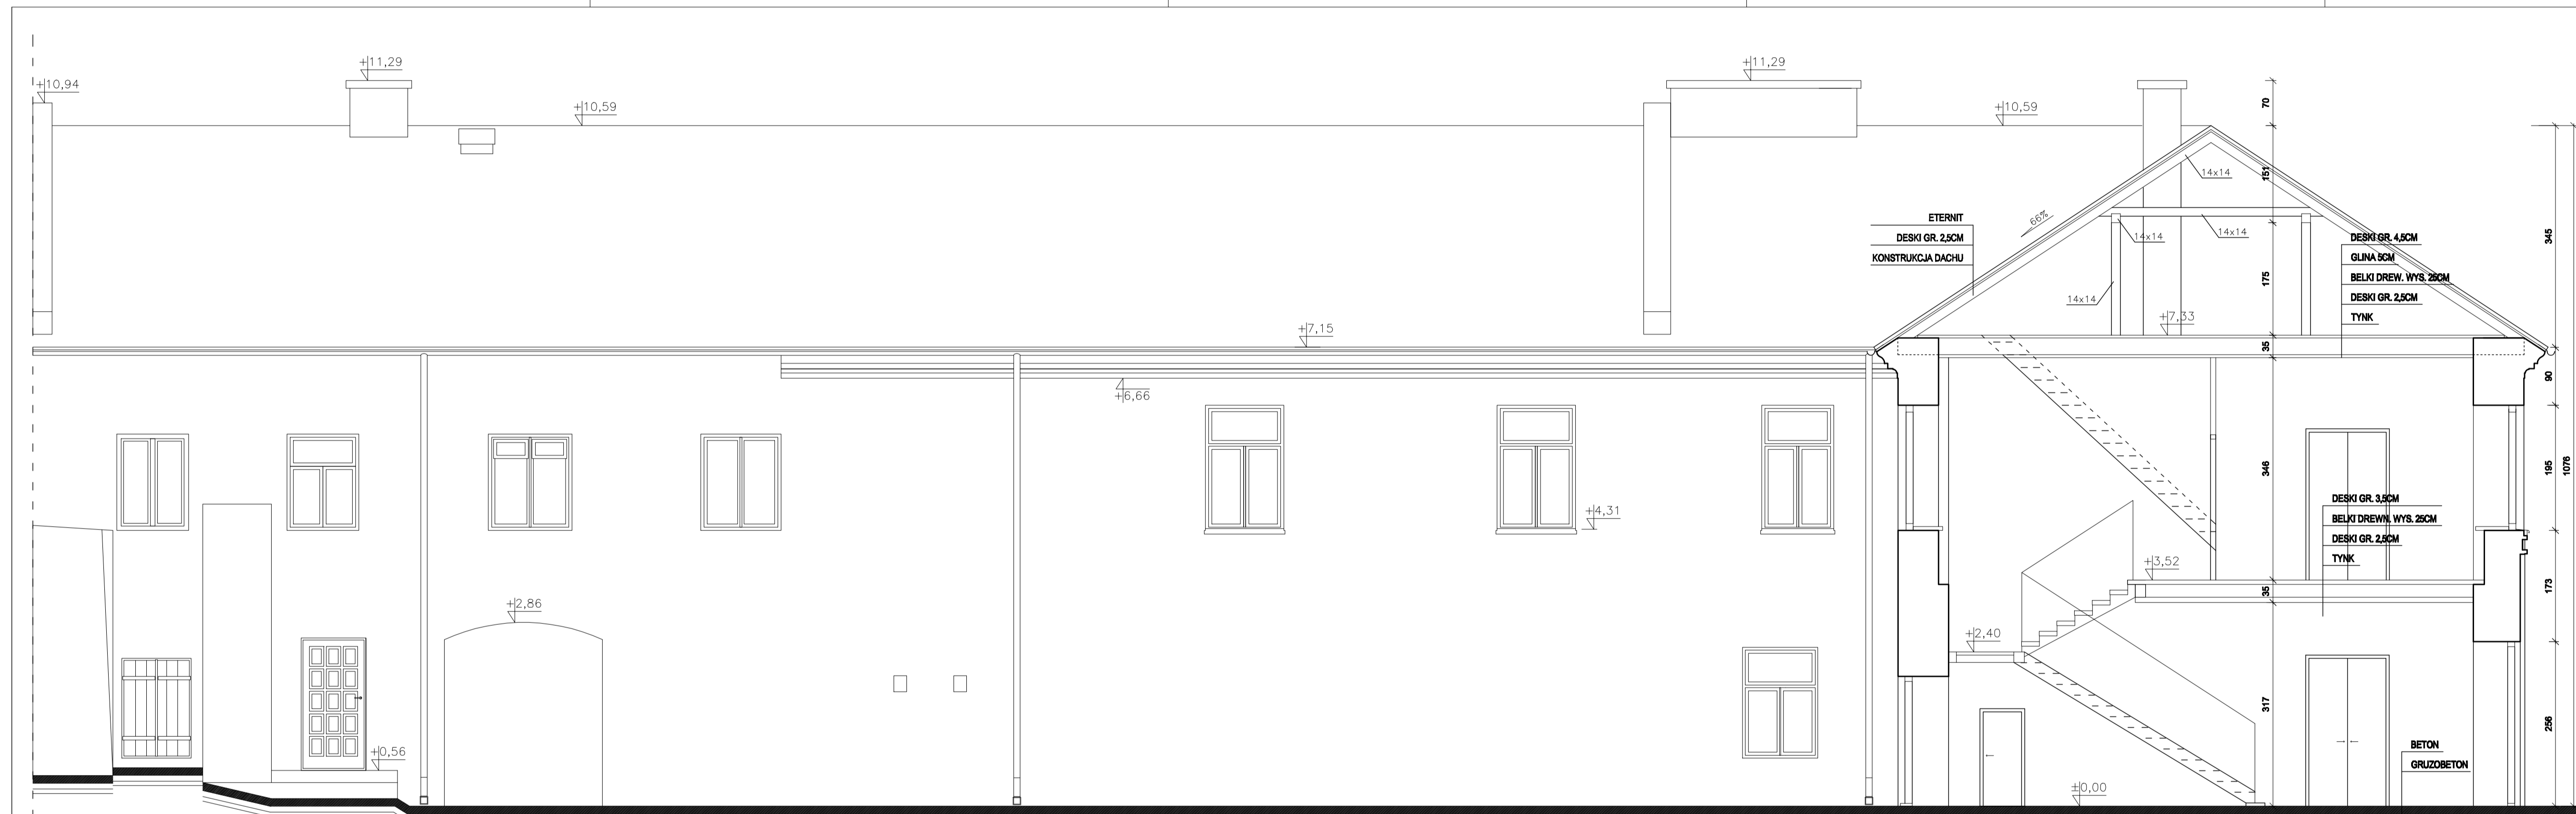 +10,94
+11,29
+10,59
+11,29
+10,59
70
14x14
151
66%
ETERNIT
DESKI GR. 2,5CM
KONSTRUKCJA DACHU
14x14
14x14
14x14
175
345
DESKI GR. 4,5CM
GLINA 5CM
BELKI DREW. WYS. 25CM
DESKI GR. 2,5CM
TYNK
+7,15
+7,33
35
+6,66
90
346
195
1076
+4,31
DESKI GR. 3,5CM
BELKI DREWN. WYS. 25CM
DESKI GR. 2,5CM
TYNK
+3,52
35
173
+2,86
+2,40
317
256
+0,56
BETON
GRUZOBETON
±0,00